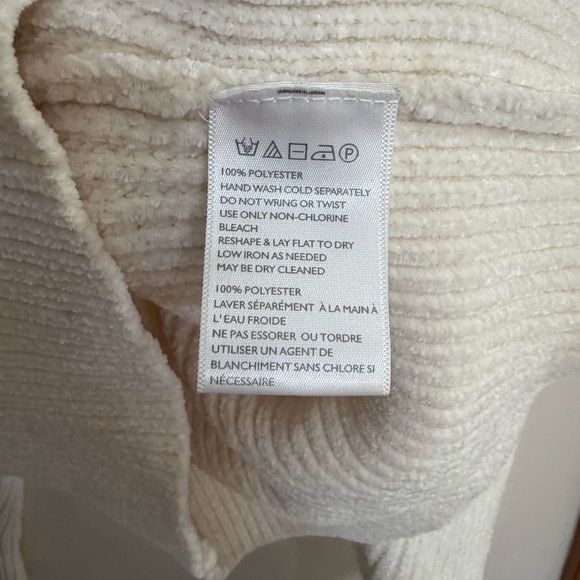 100% POLYESTER
HAND WASH COLD SEPARATELY
DO NOT WRING OR TWIST
USE ONLY NON-CHLORINE
BLEACH
RESHAPE & LAY FLAT TO DRY
LOW IRON AS NEEDED
MAY BE DRY CLEANED
100% POLYESTER
LAVER SÉPARÉMENT À LA MAIN À
L'EAU FROIDE
NE PAS ESSORER OU TORDRE
UTILISER UN AGENT DE
BLANCHIMENT SANS CHLORE SI
NÉCESSAIRE